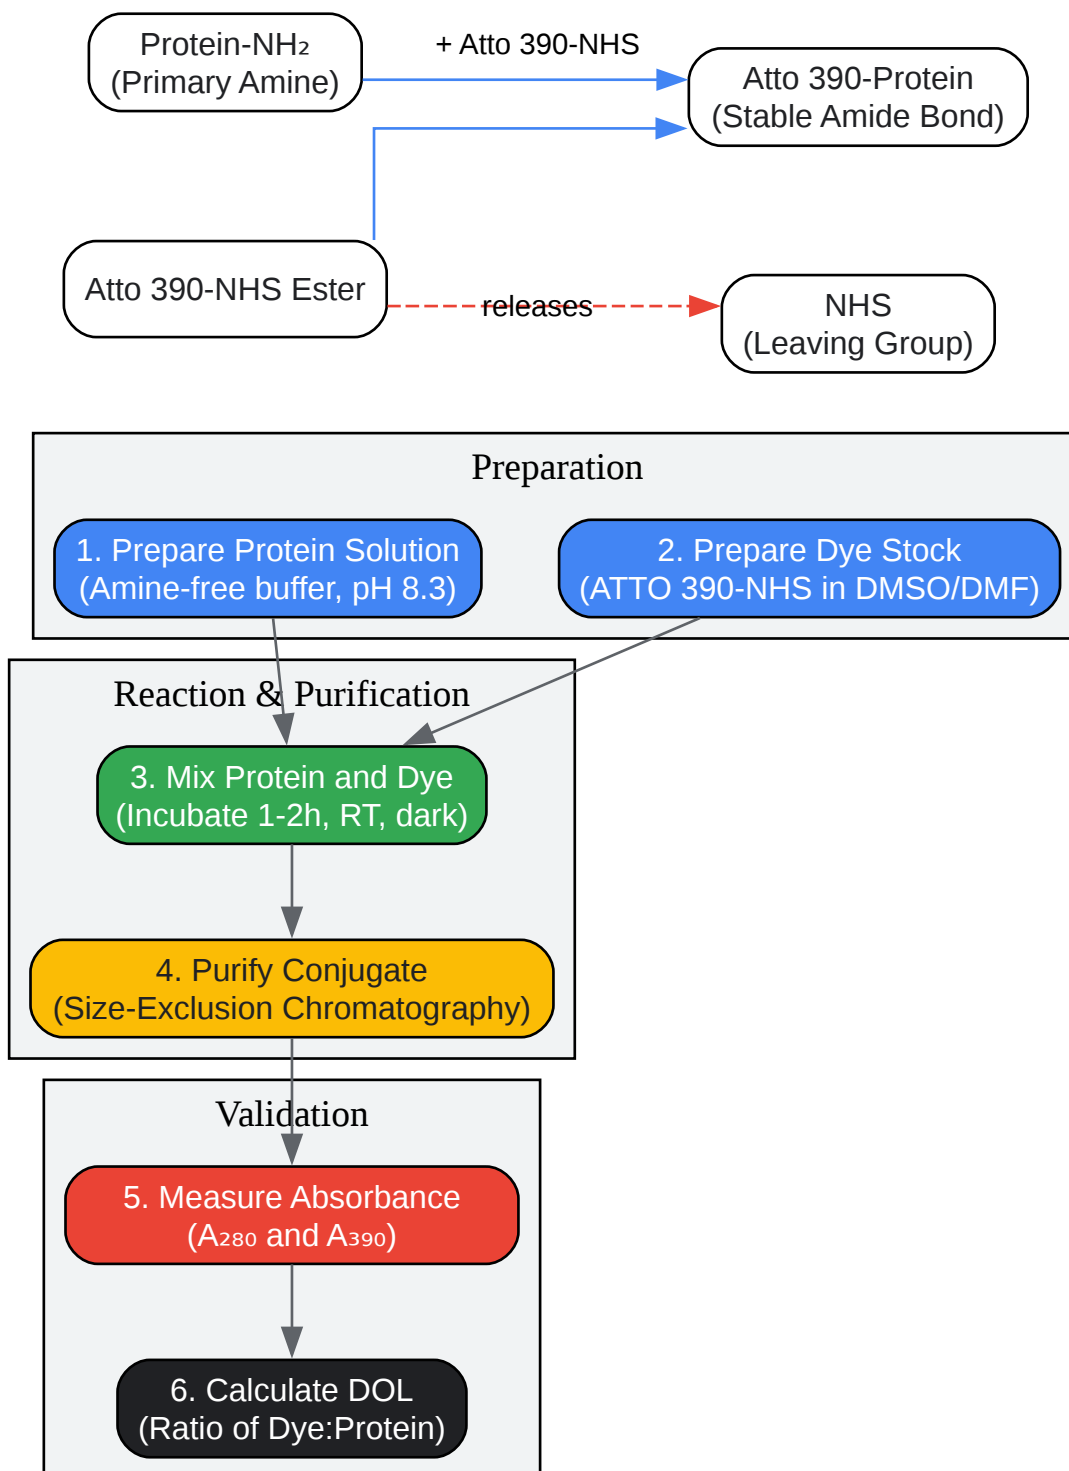 Protein-NH₂
(Primary Amine)
+ Atto 390-NHS
Atto 390-Protein
(Stable Amide Bond)
Atto 390-NHS Ester
releases
NHS
(Leaving Group)
Preparation
1. Prepare Protein Solution
(Amine-free buffer, pH 8.3)
2. Prepare Dye Stock
(ATTO 390-NHS in DMSO/DMF)
Reaction & Purification
3. Mix Protein and Dye
(Incubate 1-2h, RT, dark)
4. Purify Conjugate
(Size-Exclusion Chromatography)
Validation
5. Measure Absorbance
(A₂₈₀ and A₃₉₀)
6. Calculate DOL
(Ratio of Dye:Protein)